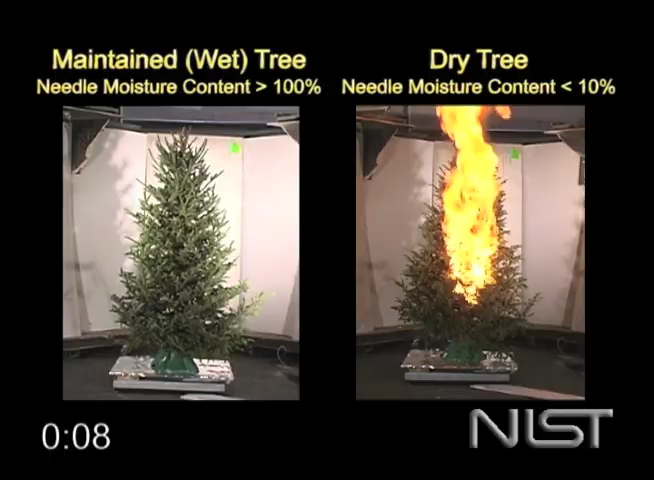 Maintained (Wet) Tree
Needle Moisture Content > 100%
Dry Tree
Needle Moisture Content < 10%
0:08
NIST